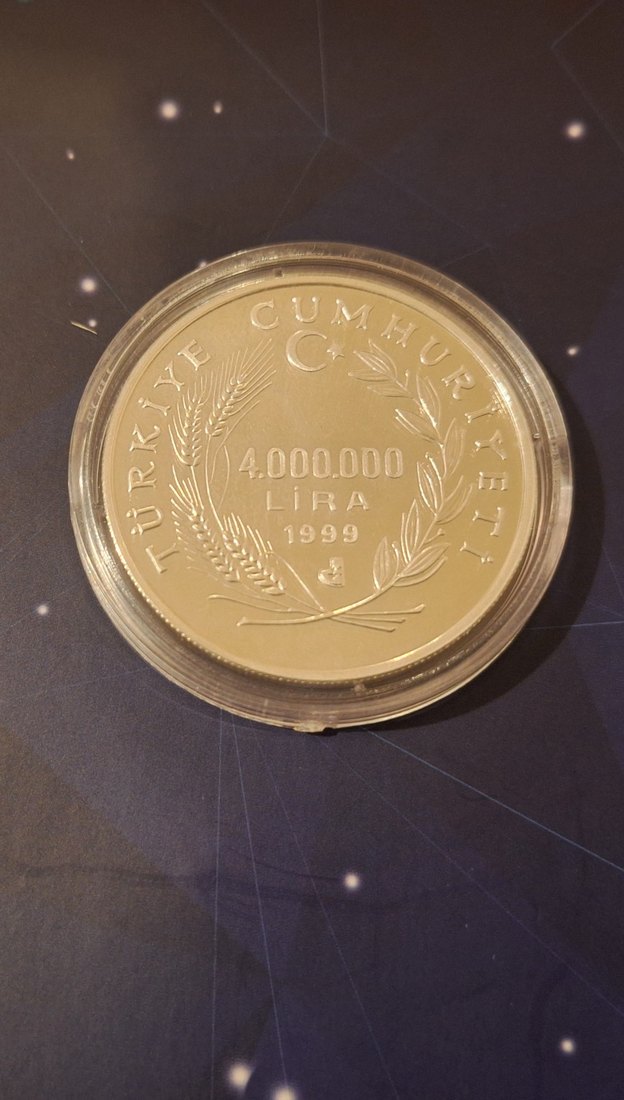 TÜRKİYE CUMHURİYETİ
4.000.000
LİRA
1999